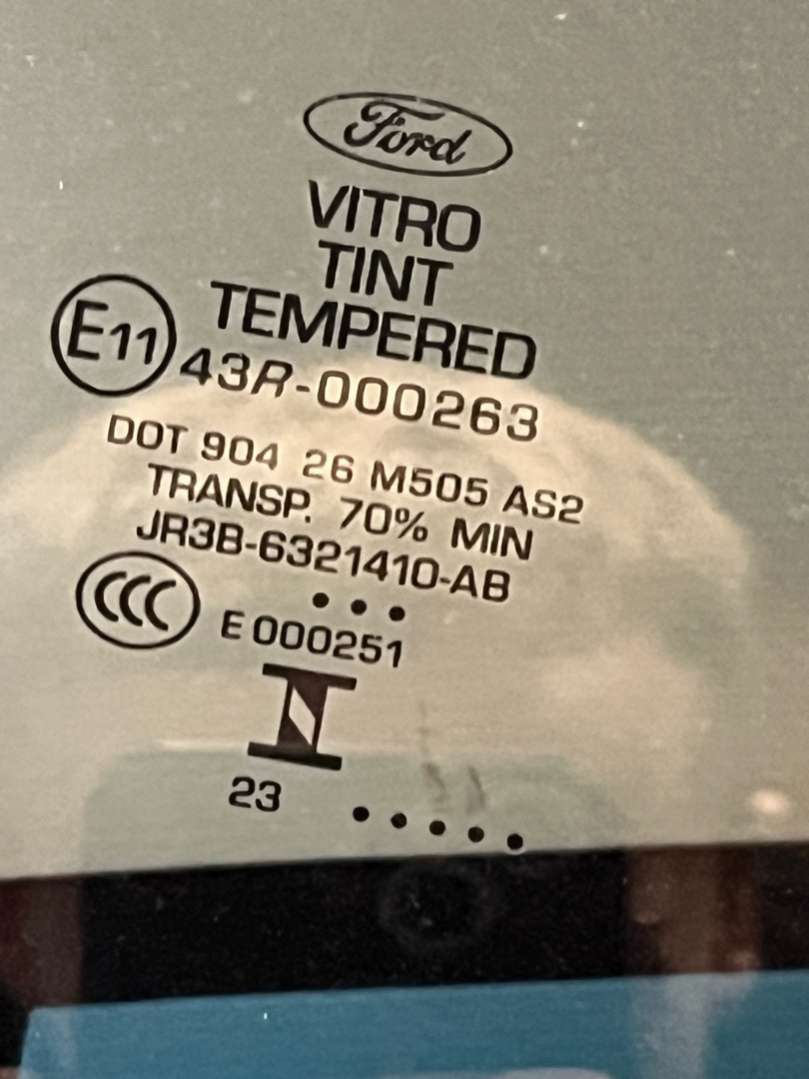 Ford
VITRO
TINT
TEMPERED
E11 43R-000263
DOT 904 26 M505 AS2
TRANSP. 70% MIN
JR3B-6321410-AB
CCC E 000251
23